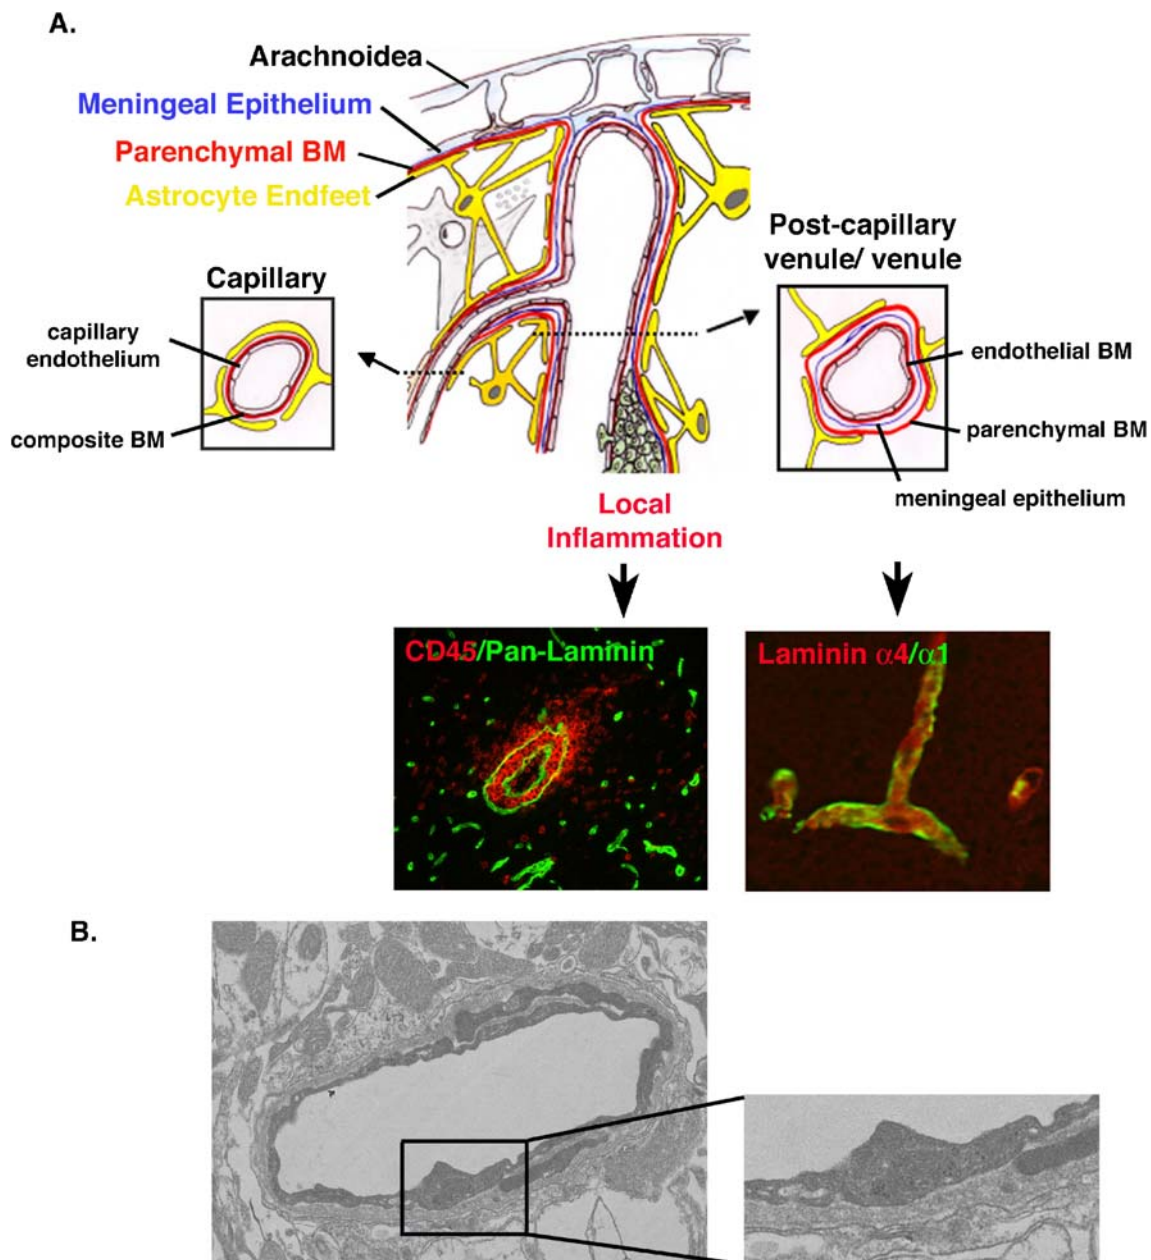 A.
Arachnoidea
Meningeal Epithelium
Parenchymal BM
Astrocyte Endfeet
Post-capillary
venule/ venule
Capillary
capillary
endothelium
composite BM
endothelial BM
parenchymal BM
meningeal epithelium
Local
Inflammation
CD45/Pan-Laminin
Laminin α4/α1
B.